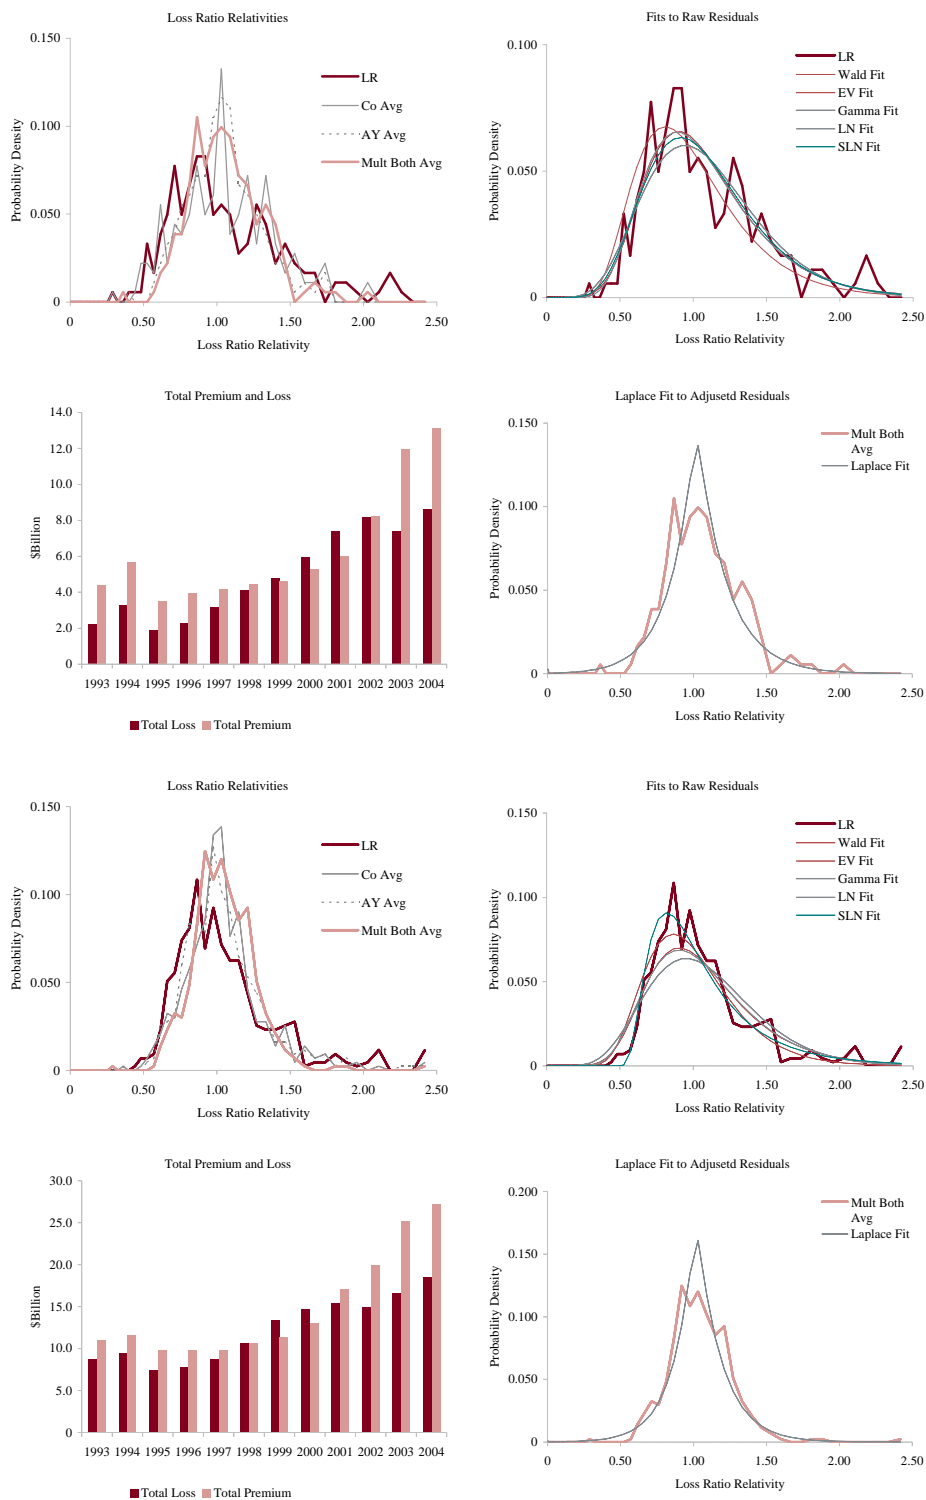 Loss Ratio Relativities
Probability Density
0.150
0.100
0.050
0
0
0.50
1.00
1.50
2.00
2.50
Loss Ratio Relativity
LR
Co Avg
AY Avg
Mult Both Avg
Fits to Raw Residuals
Probability Density
0.100
0.050
0.000
0
0.50
1.00
1.50
2.00
2.50
Loss Ratio Relativity
LR
Wald Fit
EV Fit
Gamma Fit
LN Fit
SLN Fit
Total Premium and Loss
$Billion
14.0
12.0
10.0
8.0
6.0
4.0
2.0
0
1993 1994 1995 1996 1997 1998 1999 2000 2001 2002 2003 2004
Total Loss Total Premium
Laplace Fit to Adjusetd Residuals
Probability Density
0.150
0.100
0.050
0
0
0.50
1.00
1.50
2.00
2.50
Loss Ratio Relativity
Mult Both
Avg
Laplace Fit
Loss Ratio Relativities
Probability Density
0.150
0.100
0.050
0
0
0.50
1.00
1.50
2.00
2.50
Loss Ratio Relativity
LR
Co Avg
AY Avg
Mult Both Avg
Fits to Raw Residuals
Probability Density
0.150
0.100
0.050
0
0
0.50
1.00
1.50
2.00
2.50
Loss Ratio Relativity
LR
Wald Fit
EV Fit
Gamma Fit
LN Fit
SLN Fit
Total Premium and Loss
$Billion
30.0
25.0
20.0
15.0
10.0
5.0
0
1993 1994 1995 1996 1997 1998 1999 2000 2001 2002 2003 2004
Total Loss Total Premium
Laplace Fit to Adjusetd Residuals
Probability Density
0.200
0.150
0.100
0.050
0
0
0.50
1.00
1.50
2.00
2.50
Loss Ratio Relativity
Mult Both
Avg
Laplace Fit